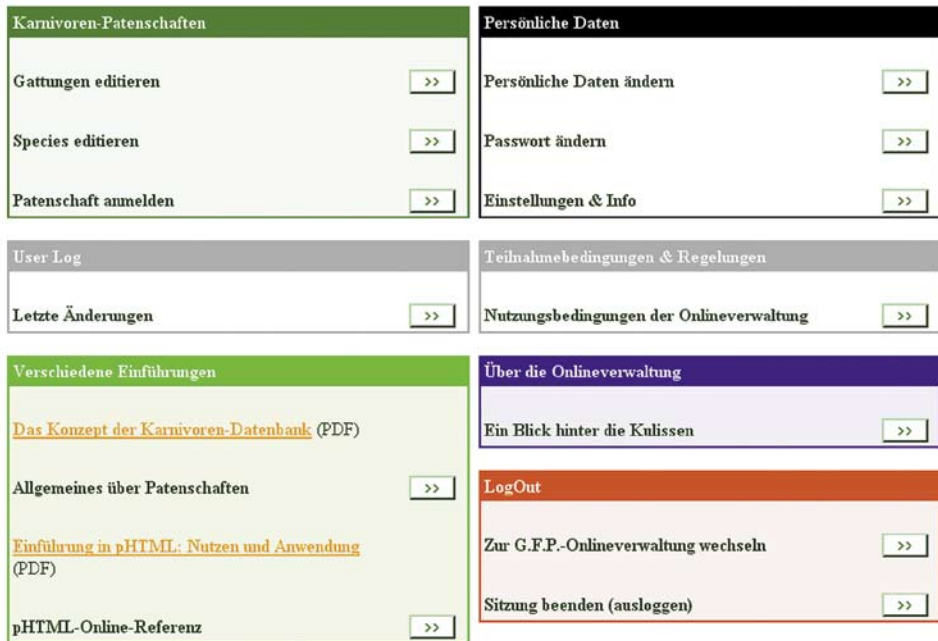 Karnivoren-Patenschaften
Gattungen editieren >>
Species editieren >>
Patenschaft anmelden >>
Persönliche Daten
Persönliche Daten ändern >>
Passwort ändern >>
Einstellungen & Info >>
User Log
Letzte Änderungen >>
Teilnahmebedingungen & Regelungen
Nutzungsbedingungen der Onlineverwaltung >>
Verschiedene Einführungen
Das Konzept der Karnivoren-Datenbank (PDF)
Allgemeines über Patenschaften >>
Einführung in pHTML: Nutzen und Anwendung
(PDF)
pHTML-Online-Referenz >>
Über die Onlineverwaltung
Ein Blick hinter die Kulissen >>
LogOut
Zur G.F.P.-Onlineverwaltung wechseln >>
Sitzung beenden (ausloggen) >>